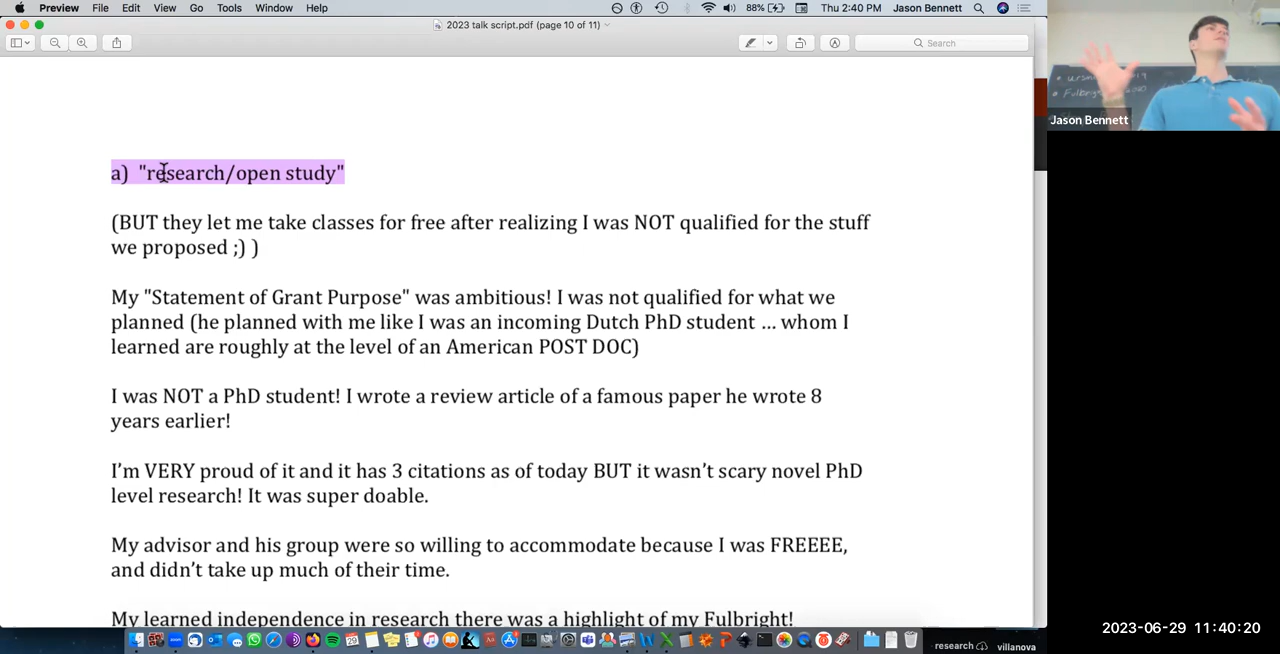 Preview File Edit View Go Tools Window Help 88% Thu 2:40 PM Jason Bennett
2023 talk script.pdf (page 10 of 11)
Search
a) "research/open study"
(BUT they let me take classes for free after realizing I was NOT qualified for the stuff
we proposed ;) )
My "Statement of Grant Purpose" was ambitious! I was not qualified for what we
planned (he planned with me like I was an incoming Dutch PhD student ... whom I
learned are roughly at the level of an American POST DOC)
I was NOT a PhD student! I wrote a review article of a famous paper he wrote 8
years earlier!
I'm VERY proud of it and it has 3 citations as of today BUT it wasn't scary novel PhD
level research! It was super doable.
My advisor and his group were so willing to accommodate because I was FREEEE,
and didn't take up much of their time.
My learned independence in research there was a highlight of my Fulbright!
research villanova
Jason Bennett
2023-06-29 11:40:20